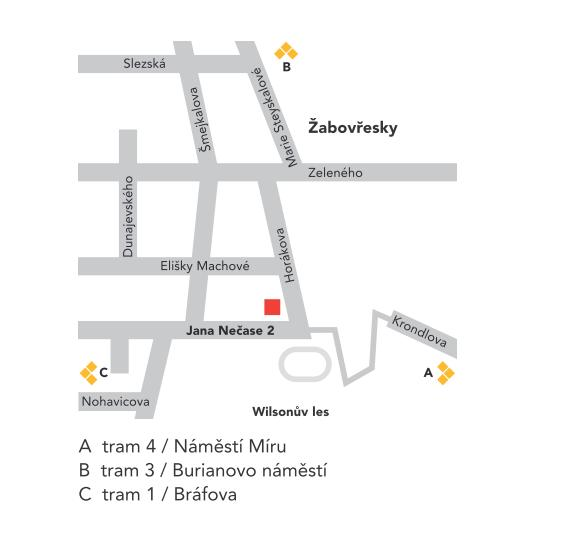 Slezská
B
Šmejkalova
Marie Steyskalové
Žabovřesky
Zeleného
Dunajevského
Horákova
Elišky Machové
Jana Nečase 2
Krondlova
C
A
Nohavicova
Wilsonův les
A tram 4 / Náměstí Míru
B tram 3 / Burianovo náměstí
C tram 1 / Bráfova